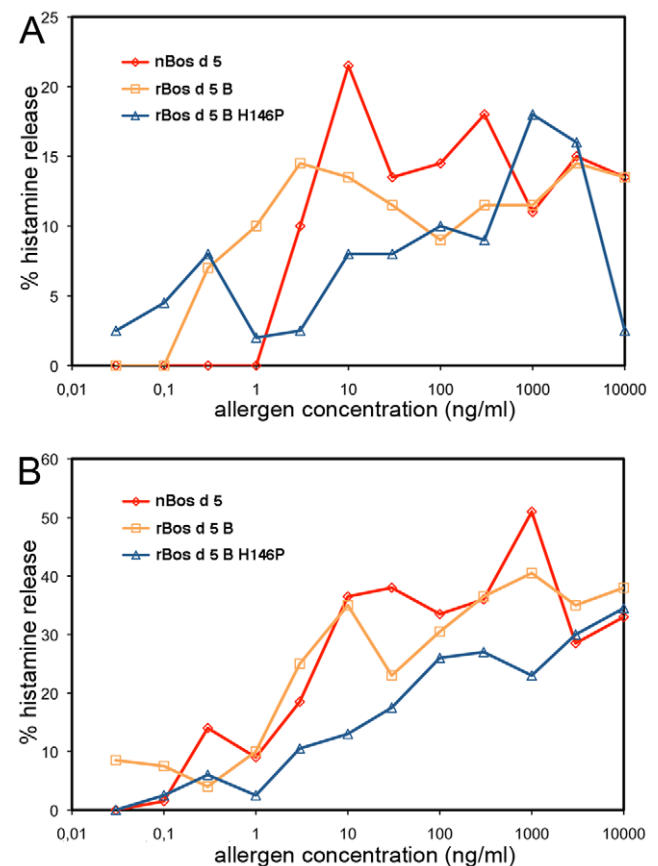 A
nBos d 5
rBos d 5 B
rBos d 5 B H146P
% histamine release
25
20
15
10
5
0
0,01 0,1 1 10 100 1000 10000
allergen concentration (ng/ml)
B
nBos d 5
rBos d 5 B
rBos d 5 B H146P
% histamine release
60
50
40
30
20
10
0
0,01 0,1 1 10 100 1000 10000
allergen concentration (ng/ml)